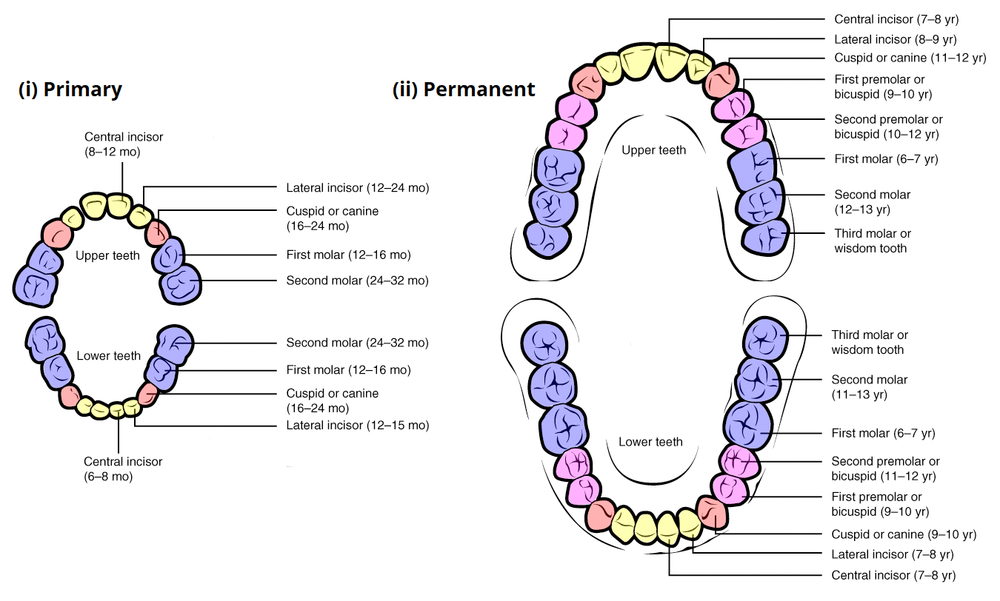 (i) Primary
Central incisor
(8–12 mo)
Lateral incisor (12–24 mo)
Cuspid or canine
(16–24 mo)
Upper teeth
First molar (12–16 mo)
Second molar (24–32 mo)
Lower teeth
Second molar (24–32 mo)
First molar (12–16 mo)
Cuspid or canine
(16–24 mo)
Lateral incisor (12–15 mo)
Central incisor
(6–8 mo)
(ii) Permanent
Central incisor (7–8 yr)
Lateral incisor (8–9 yr)
Cuspid or canine (11–12 yr)
First premolar or
bicuspid (9–10 yr)
Second premolar or
bicuspid (10–12 yr)
Upper teeth
First molar (6–7 yr)
Second molar
(12–13 yr)
Third molar or
wisdom tooth
Third molar or
wisdom tooth
Second molar
(11–13 yr)
First molar (6–7 yr)
Lower teeth
Second premolar or
bicuspid (11–12 yr)
First premolar or
bicuspid (9–10 yr)
Cuspid or canine (9–10 yr)
Lateral incisor (7–8 yr)
Central incisor (7–8 yr)